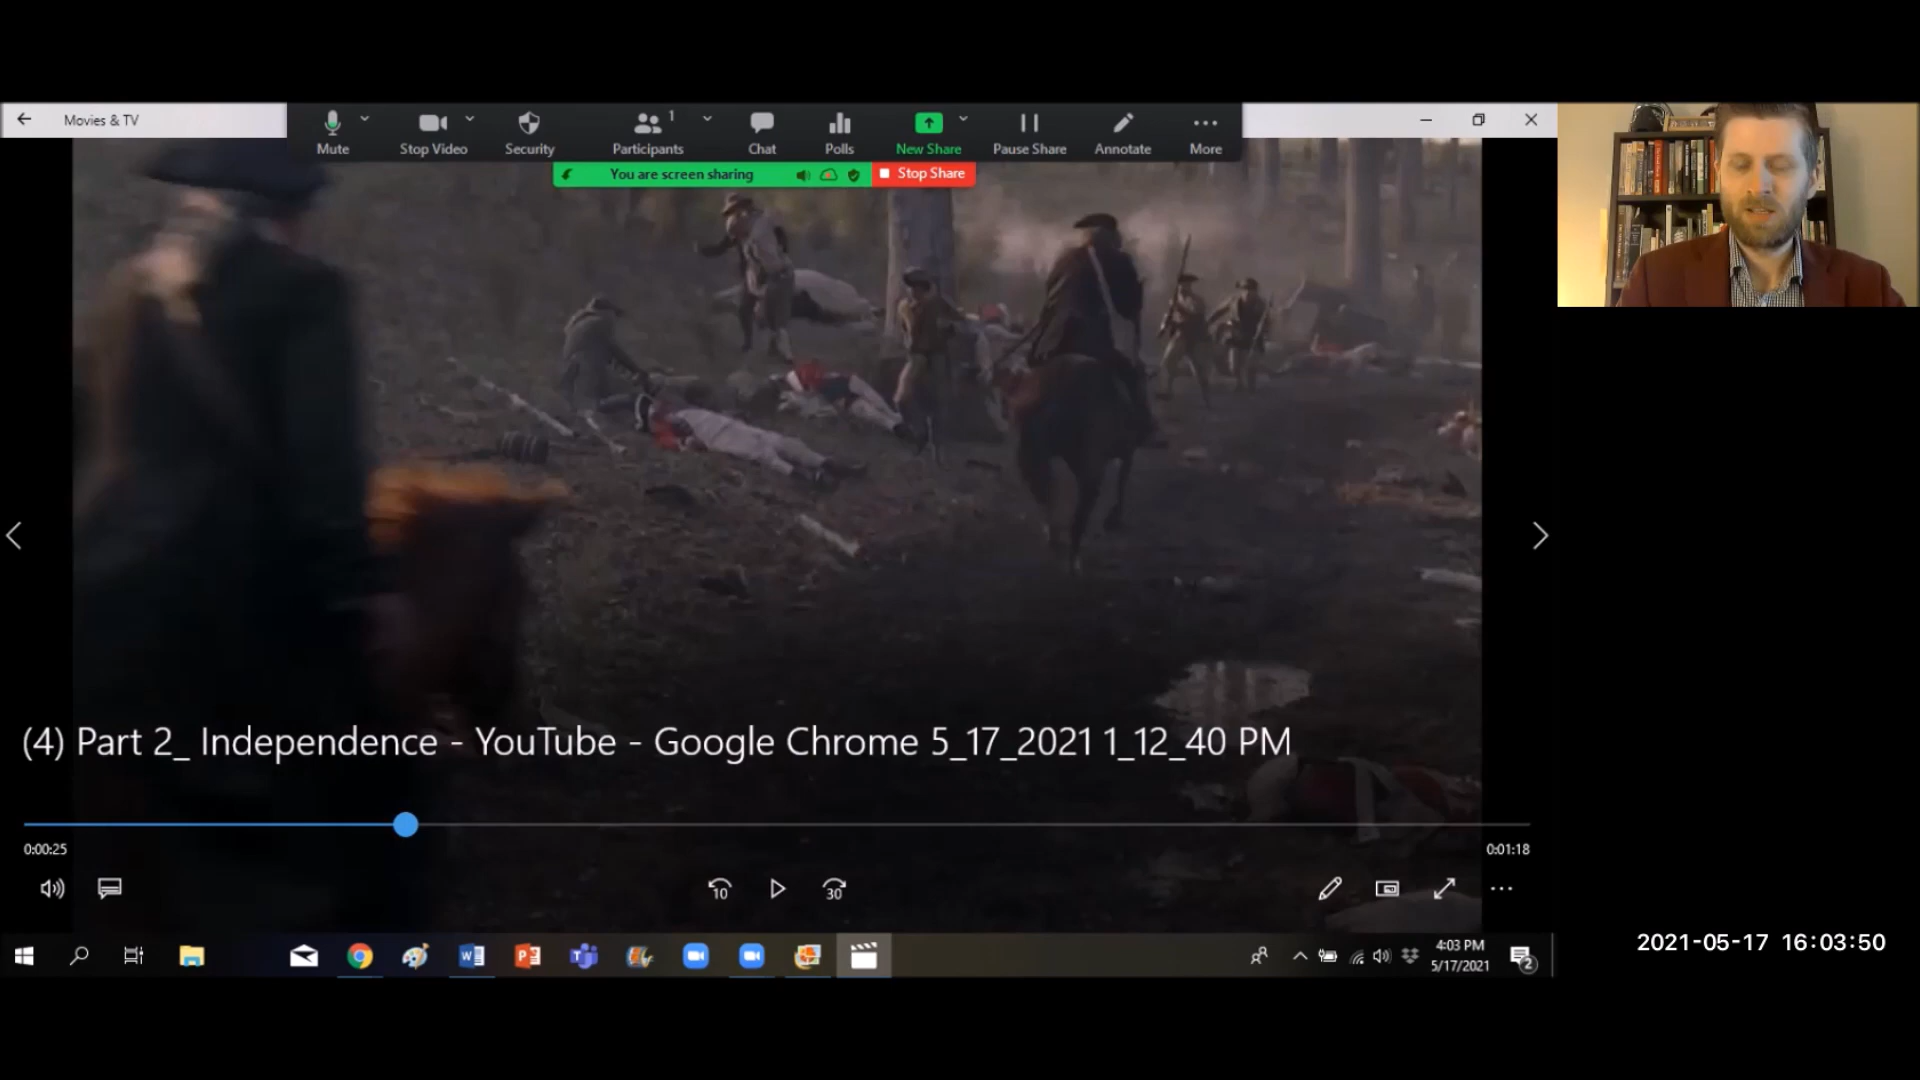 Movies & TV
1
Mute
Stop Video
Security
Participants
Chat
Polls
New Share
Pause Share
Annotate
More
You are screen sharing
Stop Share
(4) Part 2_ Independence - YouTube - Google Chrome 5_17_2021 1_12_40 PM
0:00:25
0:01:18
10
30
4:03 PM
5/17/2021
2
2021-05-17 16:03:50